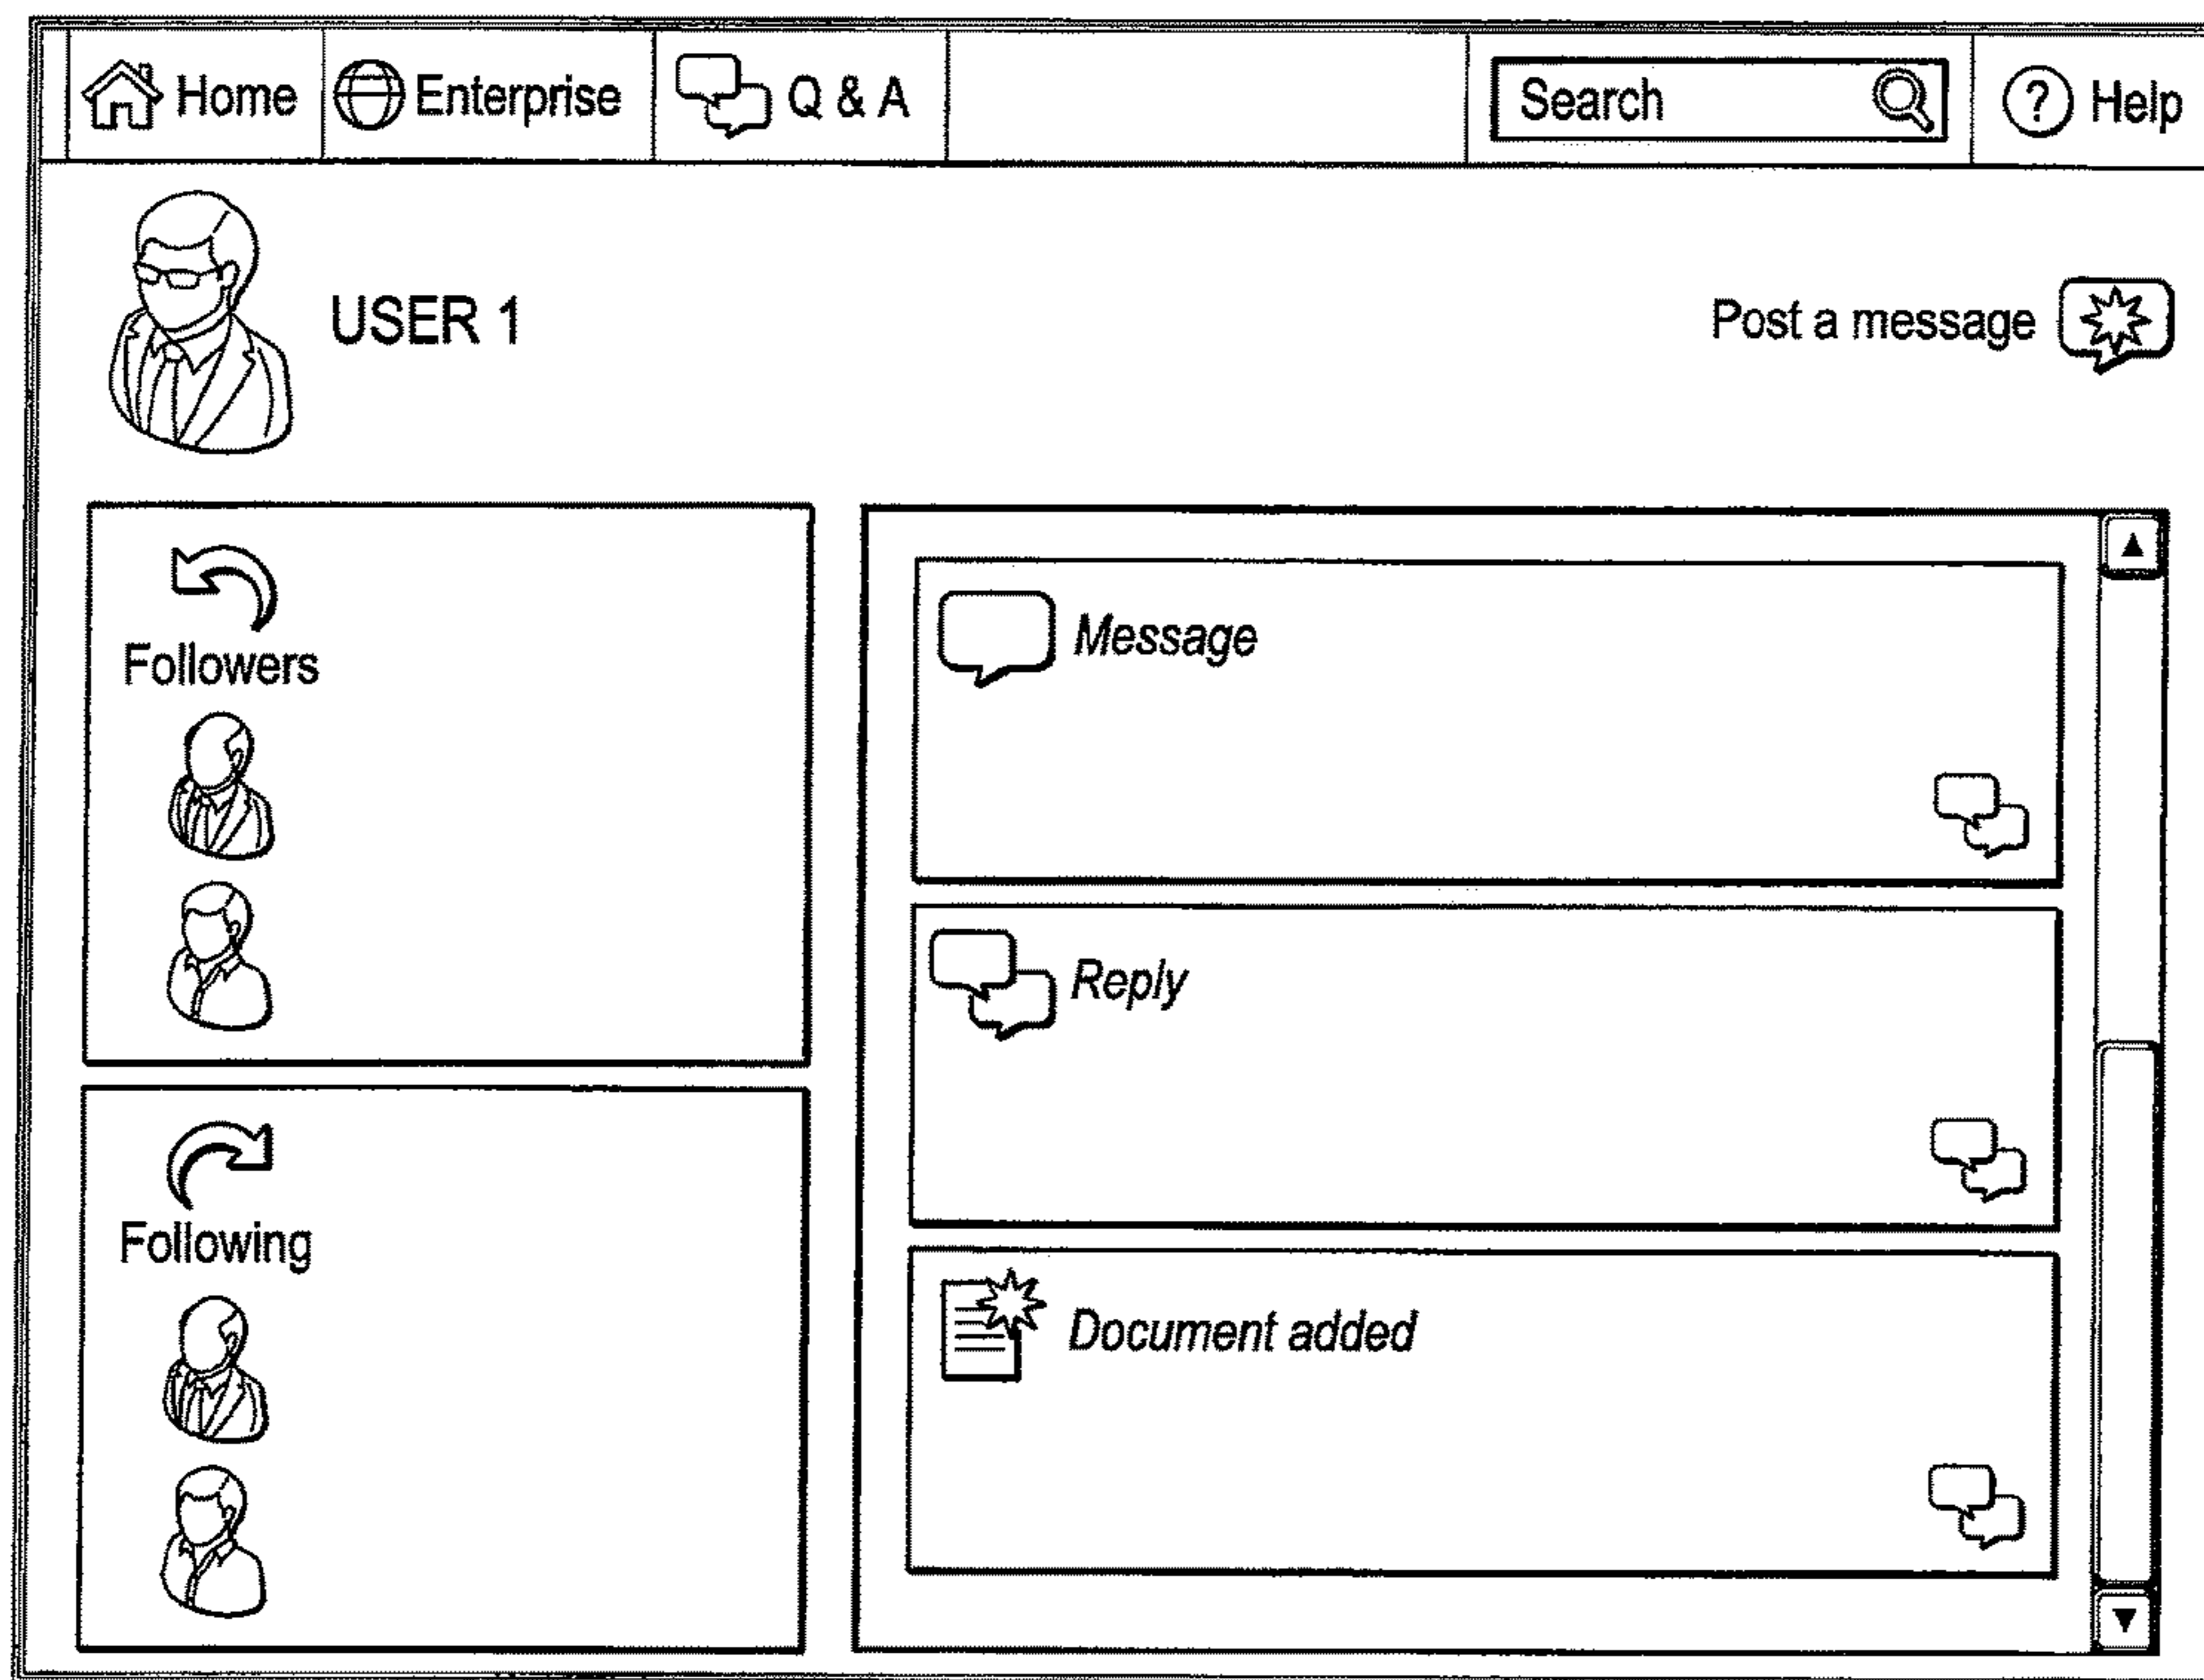 Home Enterprise Q & A Search ? Help
USER 1
Post a message
Followers
Following
Message
Reply
Document added